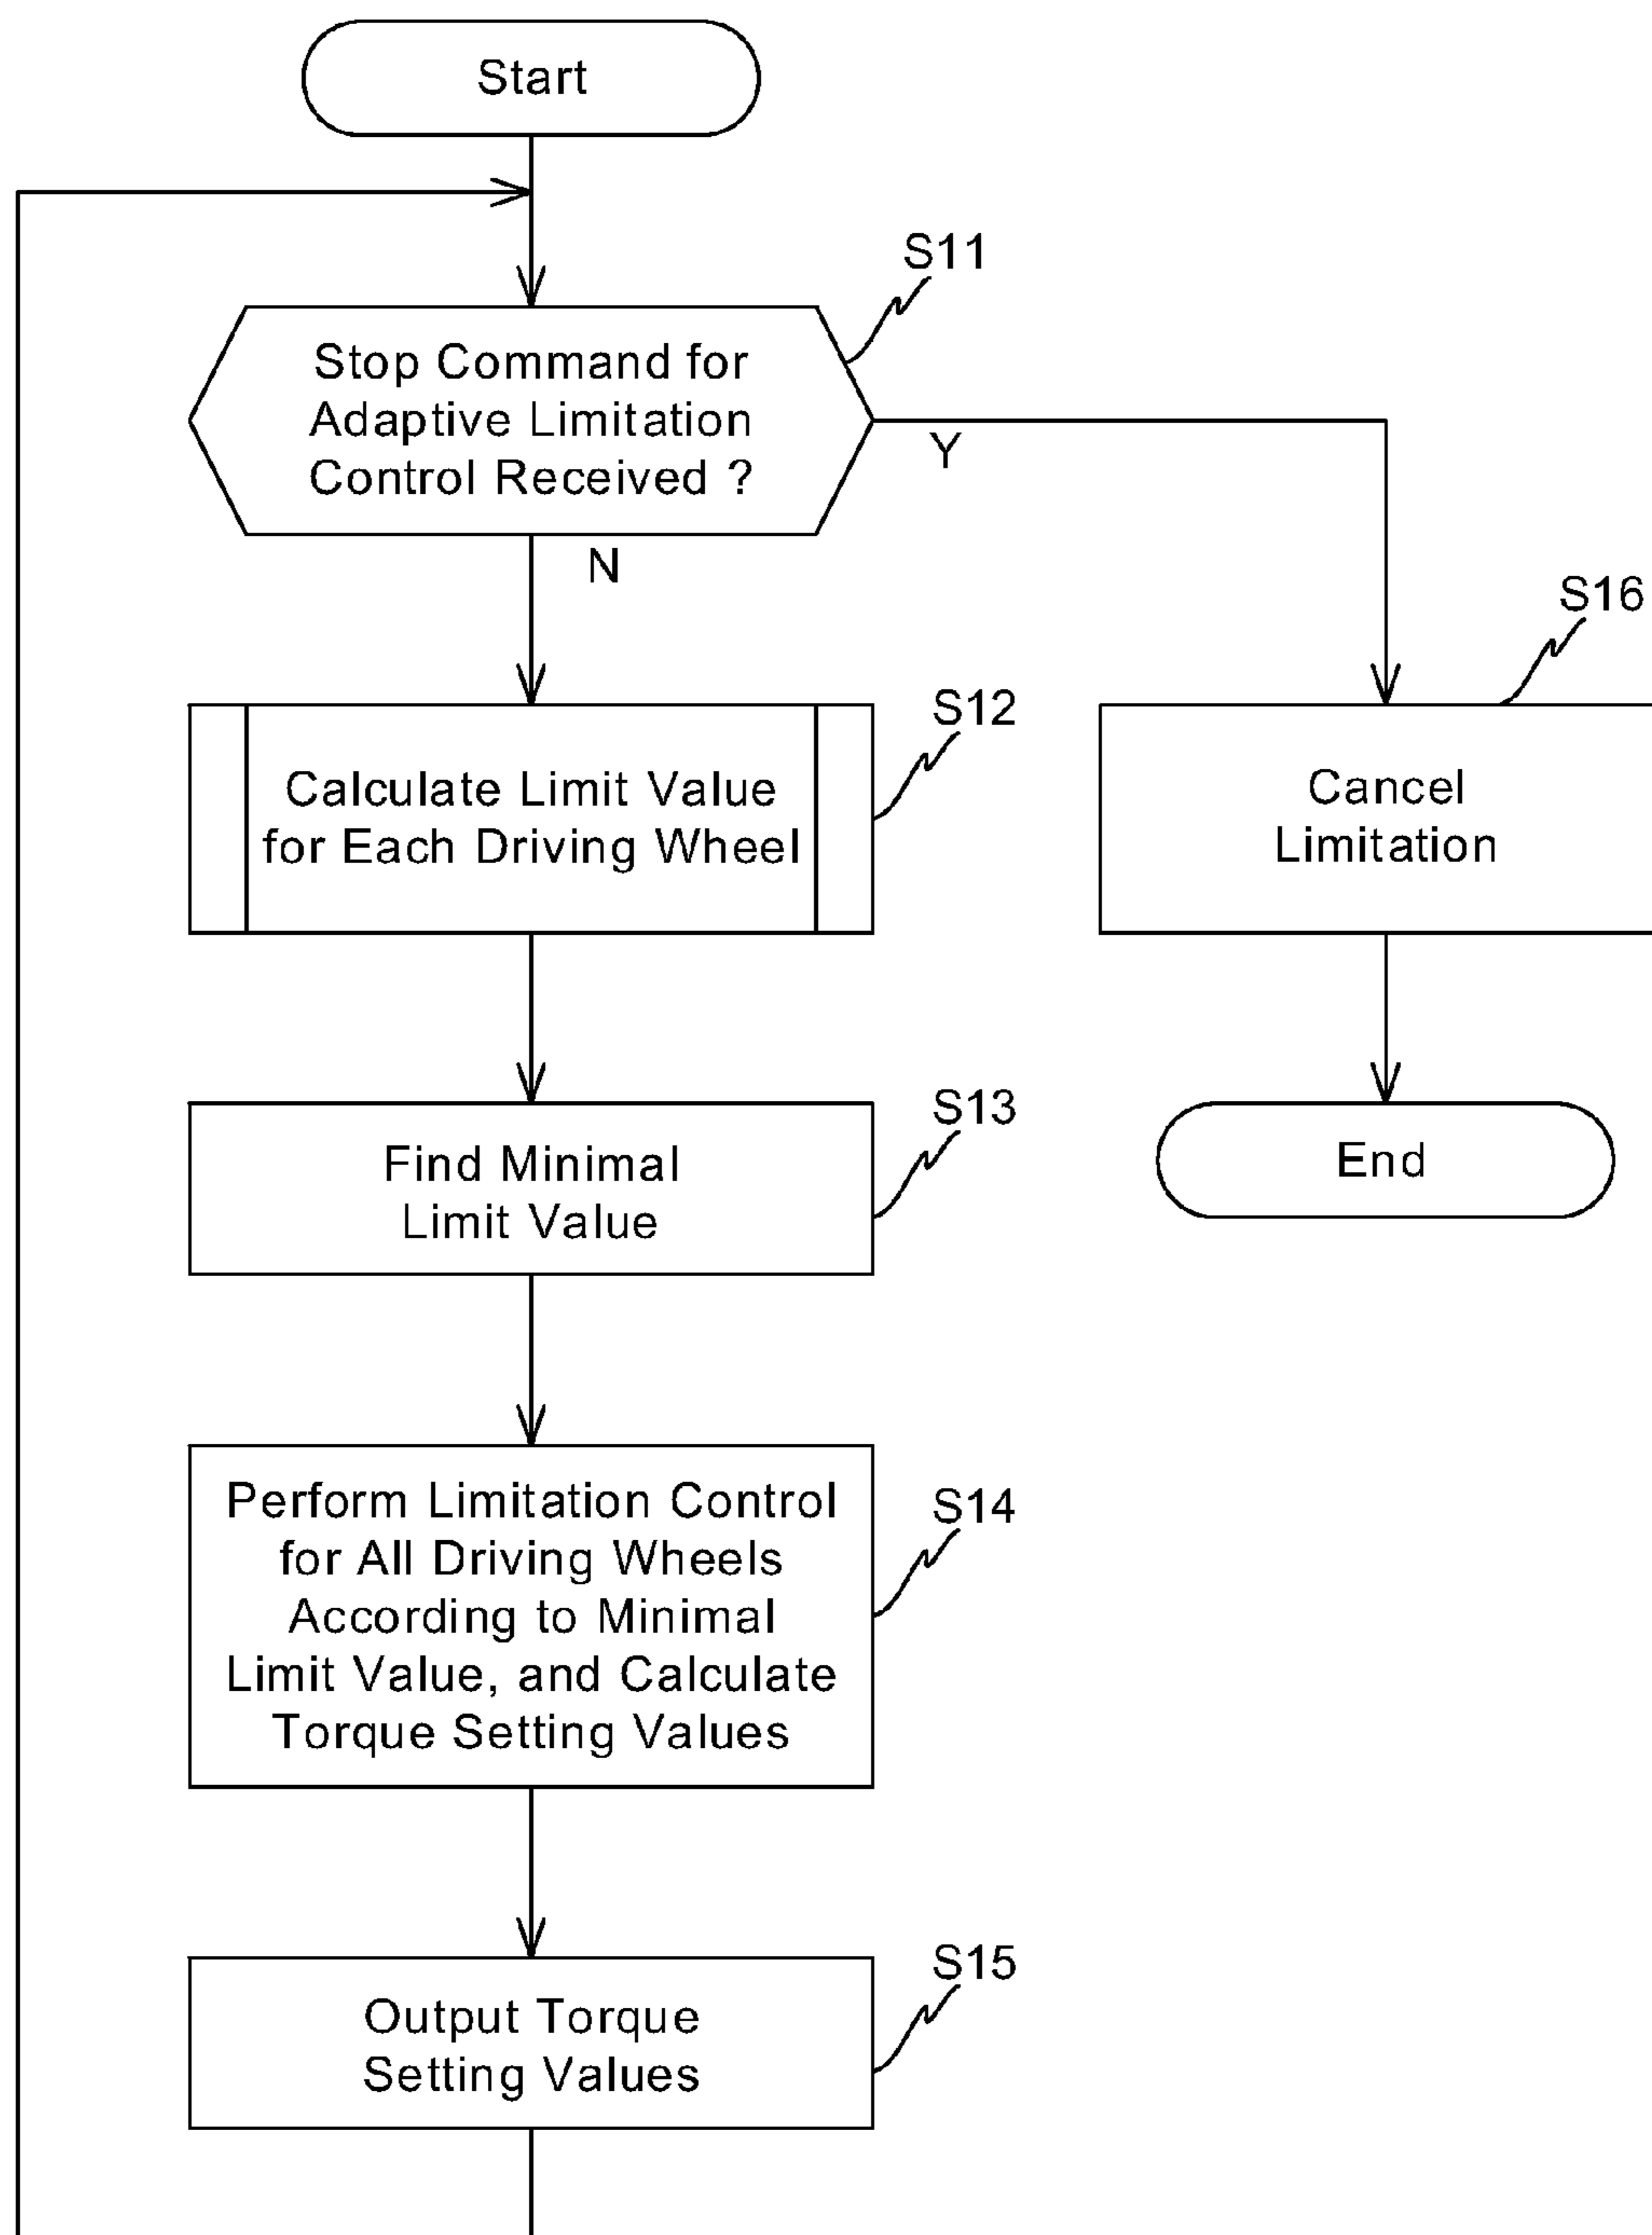 Start
S11
Stop Command for
Adaptive Limitation
Control Received ?
Y
N
S16
S12
Calculate Limit Value
for Each Driving Wheel
Cancel
Limitation
S13
Find Minimal
Limit Value
End
S14
Perform Limitation Control
for All Driving Wheels
According to Minimal
Limit Value, and Calculate
Torque Setting Values
S15
Output Torque
Setting Values